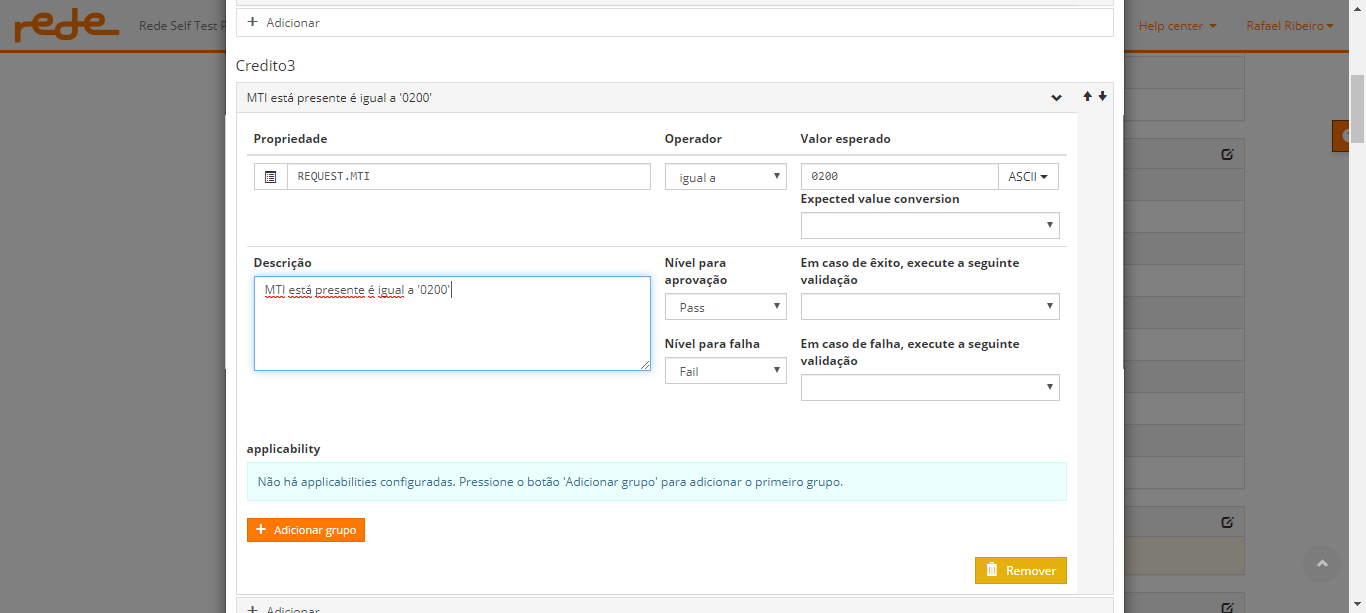 rede
Rede Self Test
Help center
Rafael Ribeiro
Adicionar
Credito3
MTI está presente é igual a '0200'
Propriedade
Operador
Valor esperado
REQUEST.MTI
igual a
0200
ASCII
Expected value conversion
Descrição
Nível para
aprovação
Em caso de êxito, execute a seguinte
validação
MTI está presente é igual a '0200'
Pass
Nível para falha
Em caso de falha, execute a seguinte
validação
Fail
applicability
Não há applicabilities configuradas. Pressione o botão 'Adicionar grupo' para adicionar o primeiro grupo.
Adicionar grupo
Remover
Adicionar